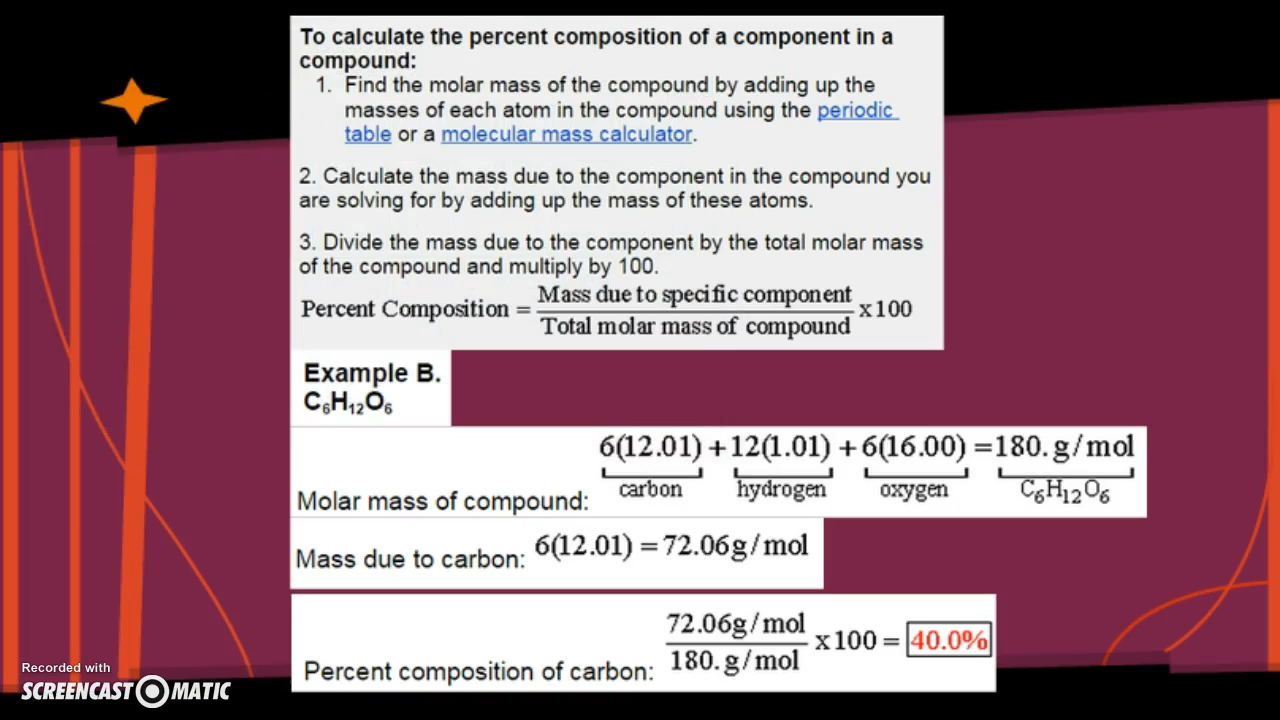 To calculate the percent composition of a component in a
compound:
1. Find the molar mass of the compound by adding up the
masses of each atom in the compound using the periodic
table or a molecular mass calculator.
2. Calculate the mass due to the component in the compound you
are solving for by adding up the mass of these atoms.
3. Divide the mass due to the component by the total molar mass
of the compound and multiply by 100.
Percent Composition = Mass due to specific component / Total molar mass of compound x100
Example B.
C₆H₁₂O₆
6(12.01) + 12(1.01) + 6(16.00) = 180. g/mol
carbon hydrogen oxygen C₆H₁₂O₆
Molar mass of compound:
Mass due to carbon: 6(12.01) = 72.06g/mol
Percent composition of carbon: 72.06g/mol / 180. g/mol x100 = 40.0%
Recorded with
SCREENCAST-O-MATIC